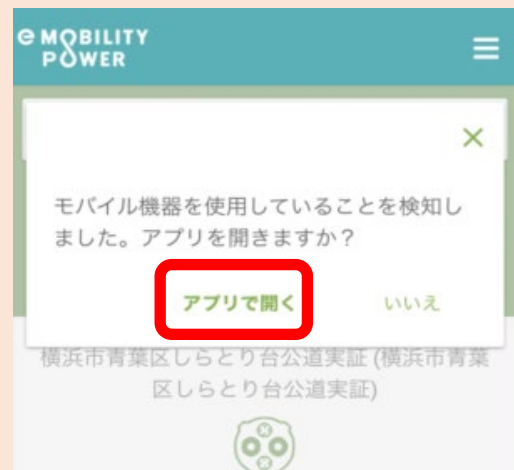 e MOBILITY
POWER
モバイル機器を使用していることを検知し
ました。アプリを開きますか？
アプリで開く
いいえ
横浜市青葉区しらとり台公道実証 (横浜市青葉
区しらとり台公道実証)